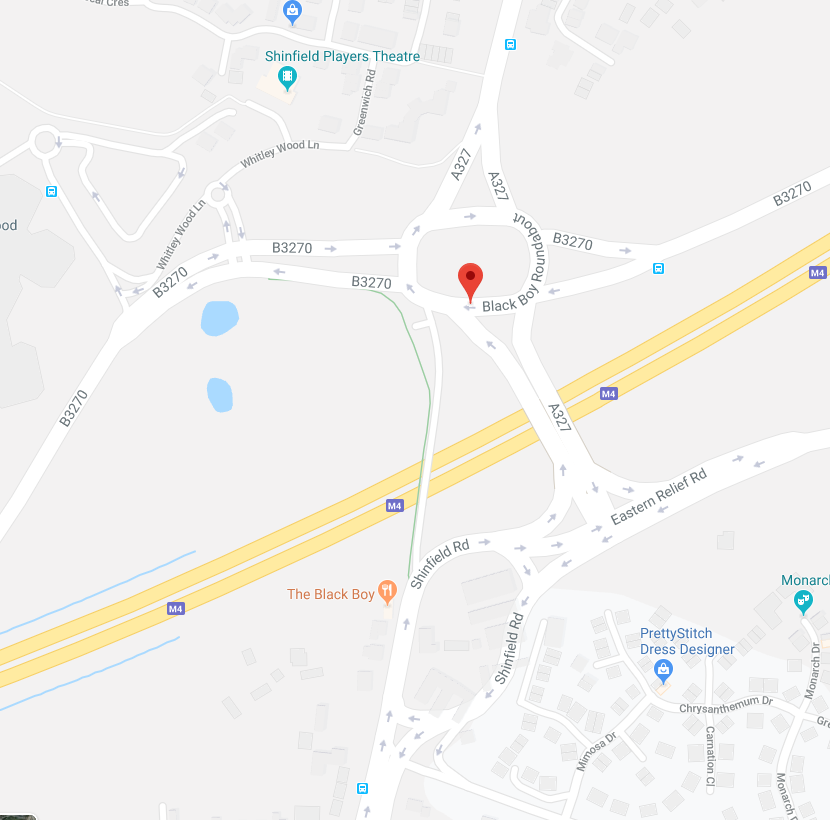 Shinfield Players Theatre
Greenwich Rd
Whitley Wood Ln
A327
A327
B3270
B3270
B3270
Whitley Wood Ln
ood
B3270
B3270
Black Boy Roundabout
M4
B3270
M4
A327
M4
Eastern Relief Rd
Shinfield Rd
The Black Boy
M4
Monarch
PrettyStitch
Dress Designer
Shinfield Rd
Monarch Dr
Chrysanthemum Dr
Gre
Mimosa Dr
Carnation Cl
Monarch D